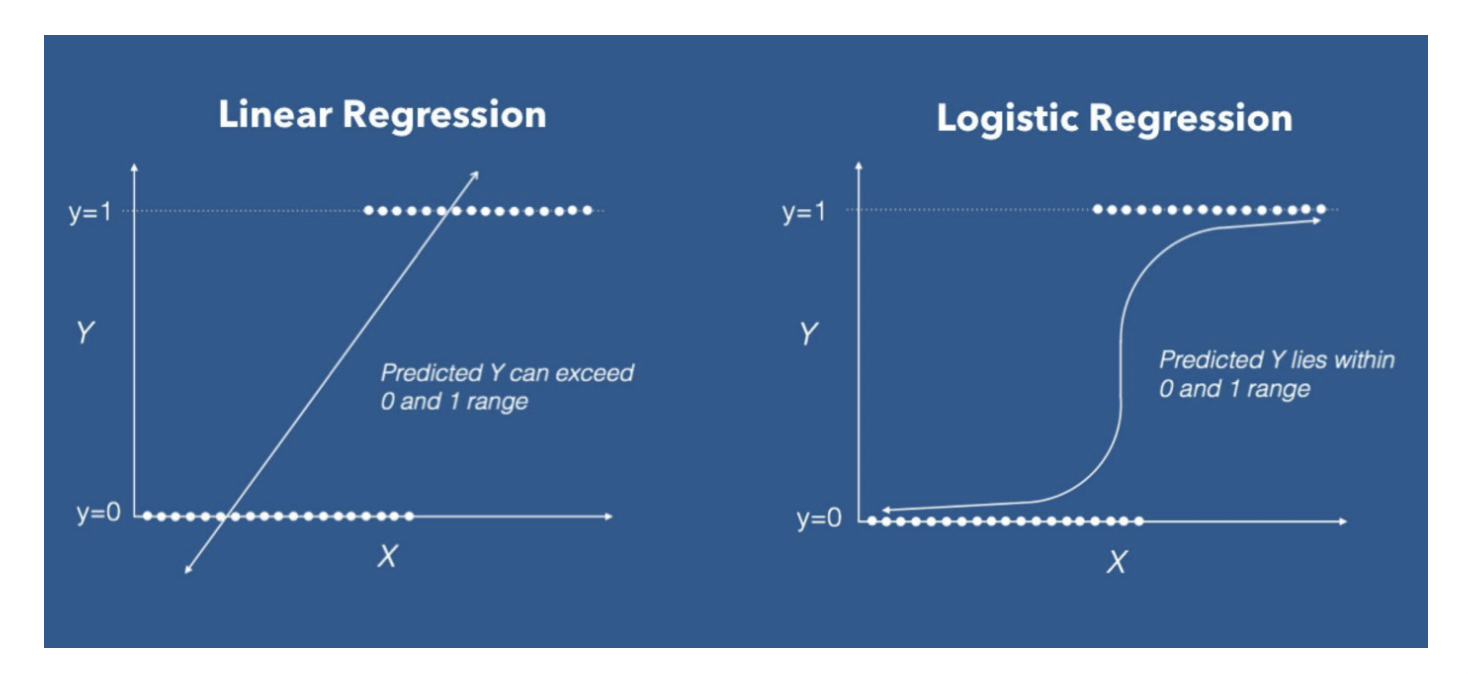 Linear Regression
y=1
Y
Predicted Y can exceed
0 and 1 range
y=0
X
Logistic Regression
y=1
Y
Predicted Y lies within
0 and 1 range
y=0
X